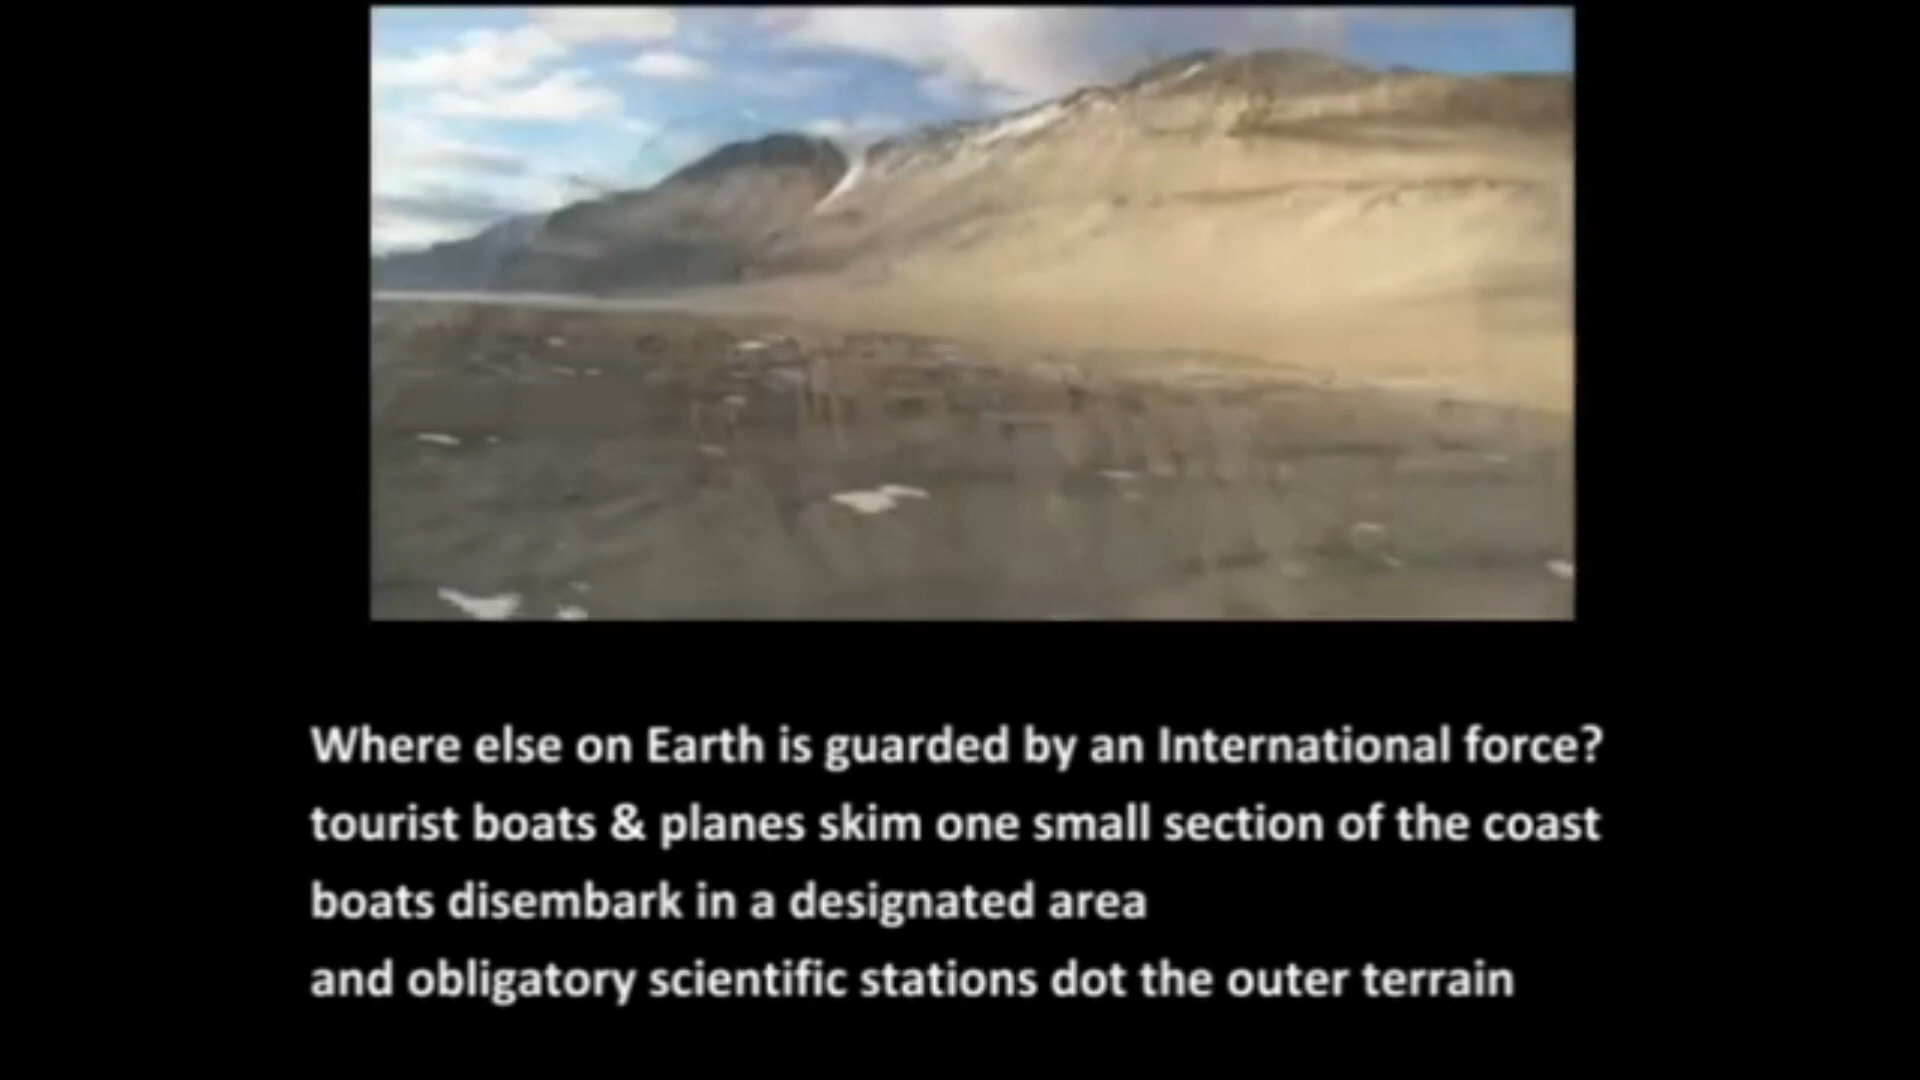 Where else on Earth is guarded by an International force?
tourist boats & planes skim one small section of the coast
boats disembark in a designated area
and obligatory scientific stations dot the outer terrain